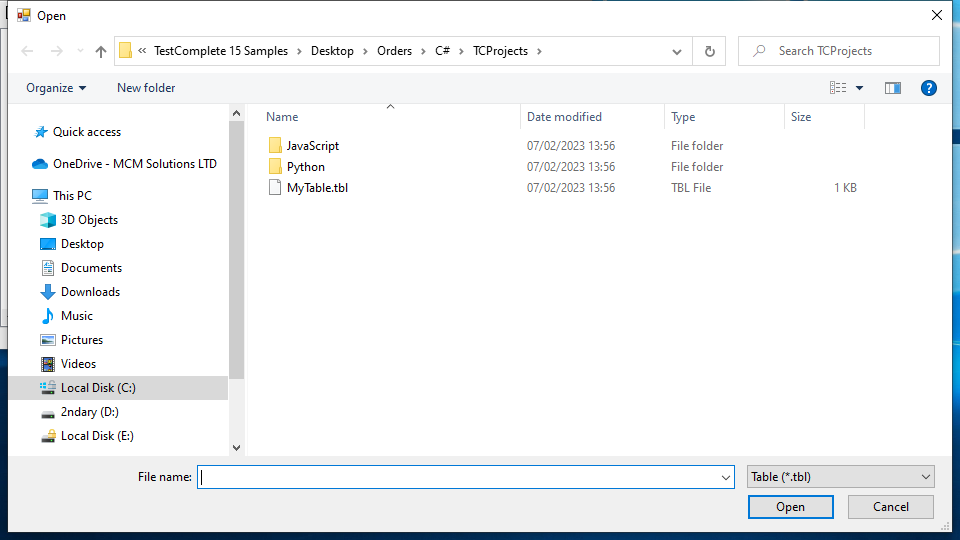 Open
« TestComplete 15 Samples > Desktop > Orders > C# > TCProjects >
Search TCProjects
Organize New folder
Name Date modified Type Size
JavaScript 07/02/2023 13:56 File folder
Python 07/02/2023 13:56 File folder
MyTable.tbl 07/02/2023 13:56 TBL File 1 KB
Quick access
OneDrive - MCM Solutions LTD
This PC
3D Objects
Desktop
Documents
Downloads
Music
Pictures
Videos
Local Disk (C:)
2ndary (D:)
Local Disk (E:)
File name:
Table (*.tbl)
Open Cancel